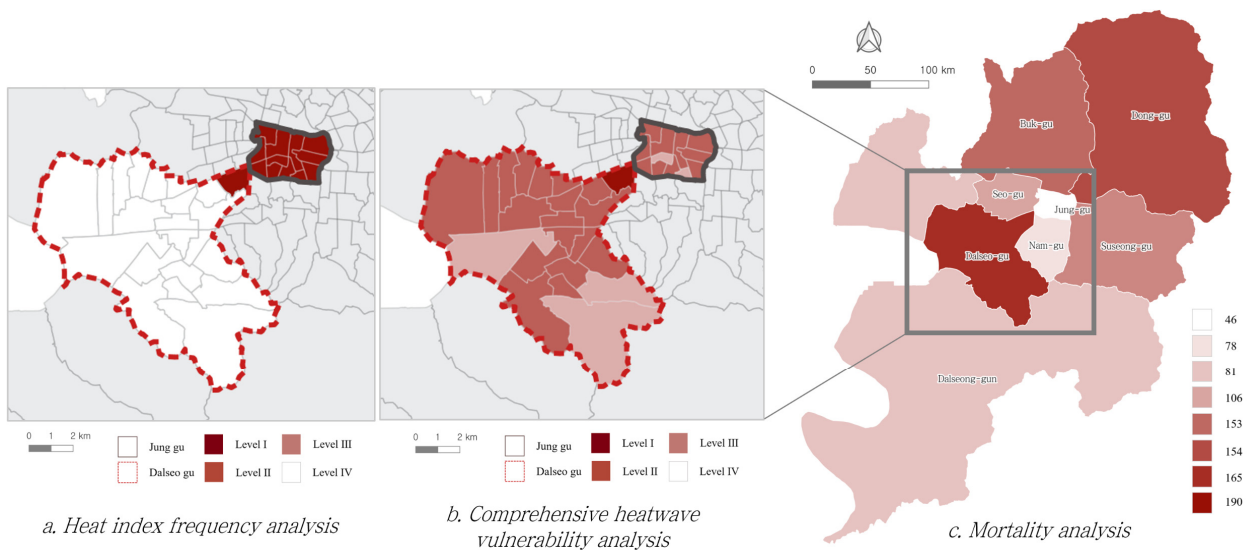 0 50 100 km
Buk-gu
Dong-gu
Seo-gu
Jung-gu
Nam-gu
Suseong-gu
Dalseo-gu
Dalseong-gun
46
78
81
106
153
154
165
190
0 1 2 km
Jung gu
Level I
Level III
Dalseo gu
Level II
Level IV
0 1 2 km
Jung gu
Level I
Level III
Dalseo gu
Level II
Level IV
a. Heat index frequency analysis
b. Comprehensive heatwave
vulnerability analysis
c. Mortality analysis